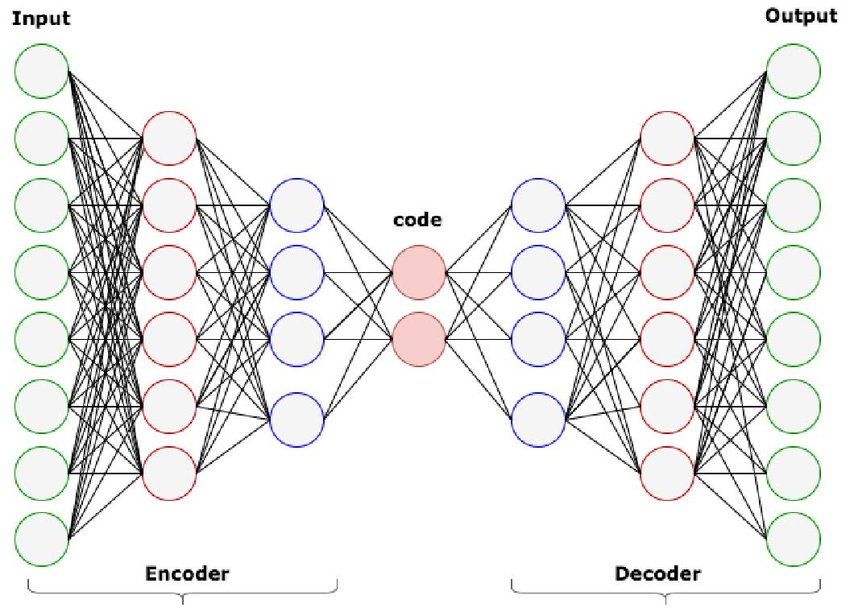 Input
Output
code
Encoder
Decoder